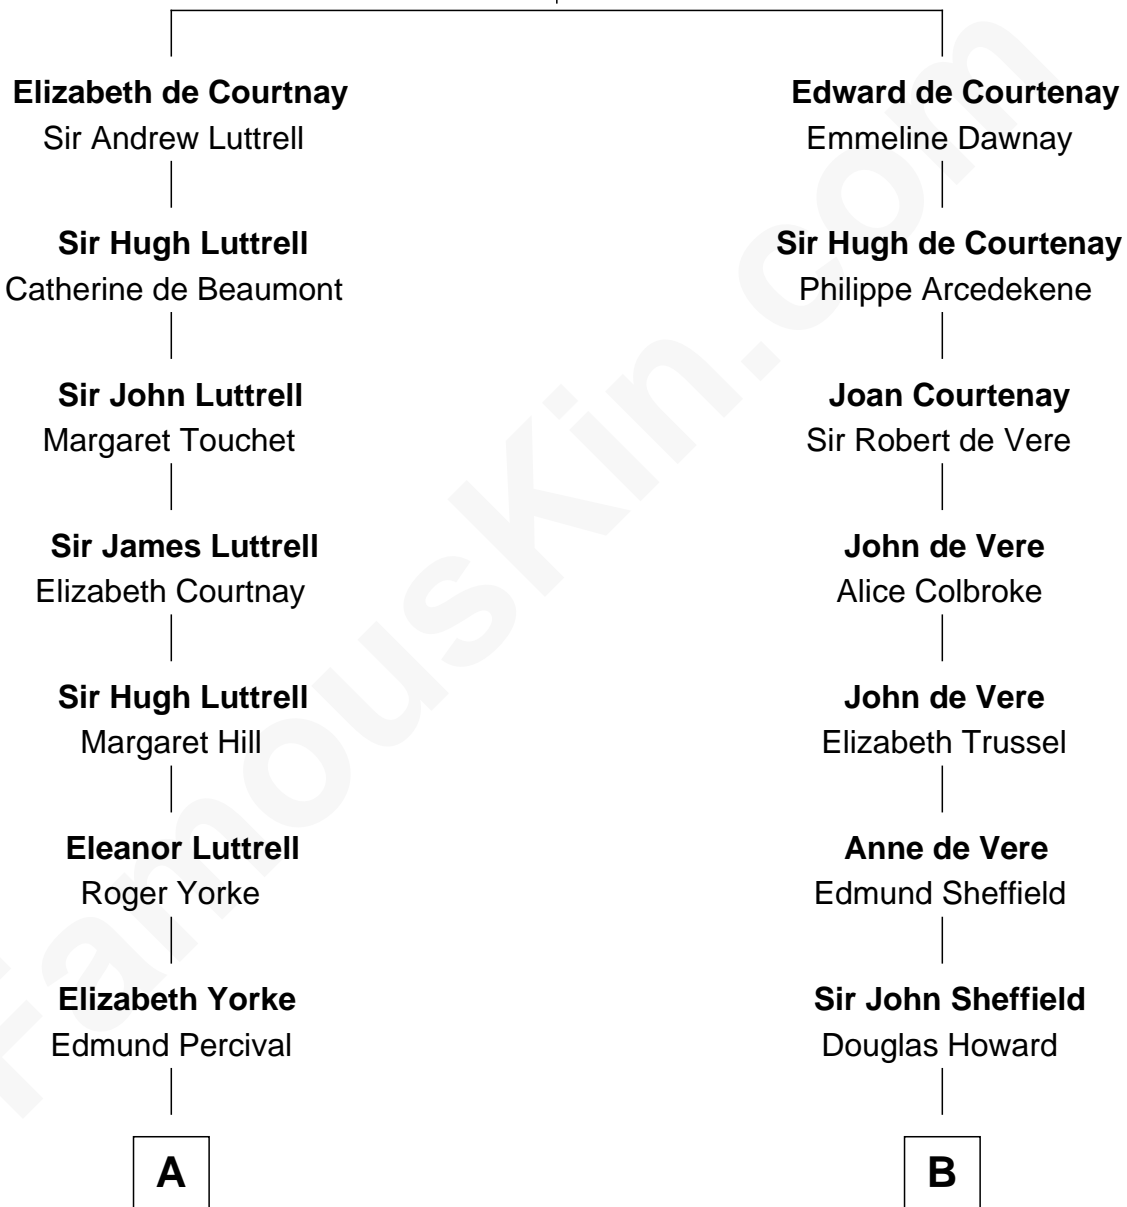 Elizabeth de Courtnay
Sir Andrew Luttrell
Sir Hugh Luttrell
Catherine de Beaumont
Sir John Luttrell
Margaret Touchet
Sir James Luttrell
Elizabeth Courtnay
Sir Hugh Luttrell
Margaret Hill
Eleanor Luttrell
Roger Yorke
Elizabeth Yorke
Edmund Percival
A
Edward de Courtenay
Emmeline Dawnay
Sir Hugh de Courtenay
Philippe Arcedekene
Joan Courtenay
Sir Robert de Vere
John de Vere
Alice Colbroke
John de Vere
Elizabeth Trussel
Anne de Vere
Edmund Sheffield
Sir John Sheffield
Douglas Howard
B
FamousKin.com